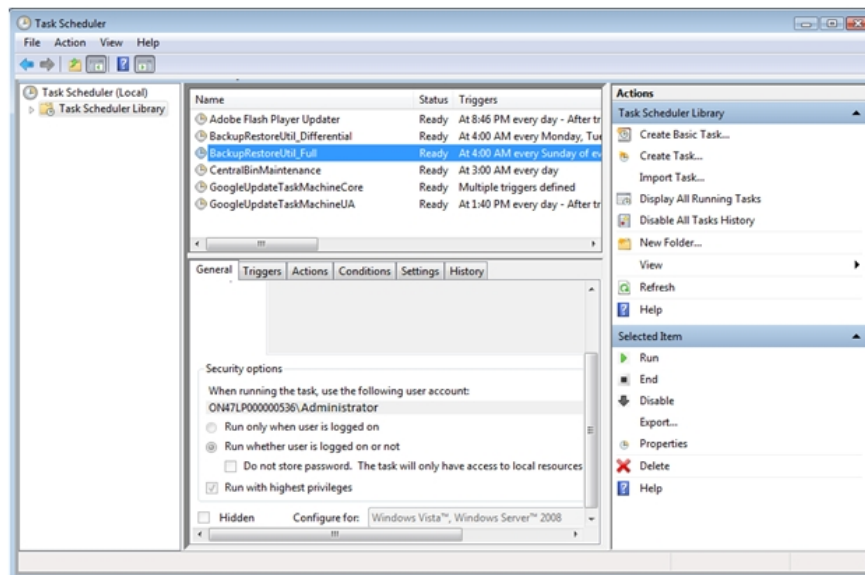 Task Scheduler
File Action View Help
Task Scheduler (Local)
Task Scheduler Library
Name Status Triggers
Adobe Flash Player Updater Ready At 8:46 PM every day - After tr
BackupRestoreUtil_Differential Ready At 4:00 AM every Monday, Tue
BackupRestoreUtil_Full Ready At 4:00 AM every Sunday of ev
CentralBinMaintenance Ready At 3:00 AM every day
GoogleUpdateTaskMachineCore Ready Multiple triggers defined
GoogleUpdateTaskMachineUA Ready At 1:40 PM every day - After tr
General Triggers Actions Conditions Settings History
Security options
When running the task, use the following user account:
ON47LP000000536\Administrator
Run only when user is logged on
Run whether user is logged on or not
Do not store password. The task will only have access to local resources
Run with highest privileges
Hidden Configure for: Windows Vista™, Windows Server™ 2008
Actions
Task Scheduler Library
Create Basic Task...
Create Task...
Import Task...
Display All Running Tasks
Disable All Tasks History
New Folder...
View
Refresh
Help
Selected Item
Run
End
Disable
Export...
Properties
Delete
Help